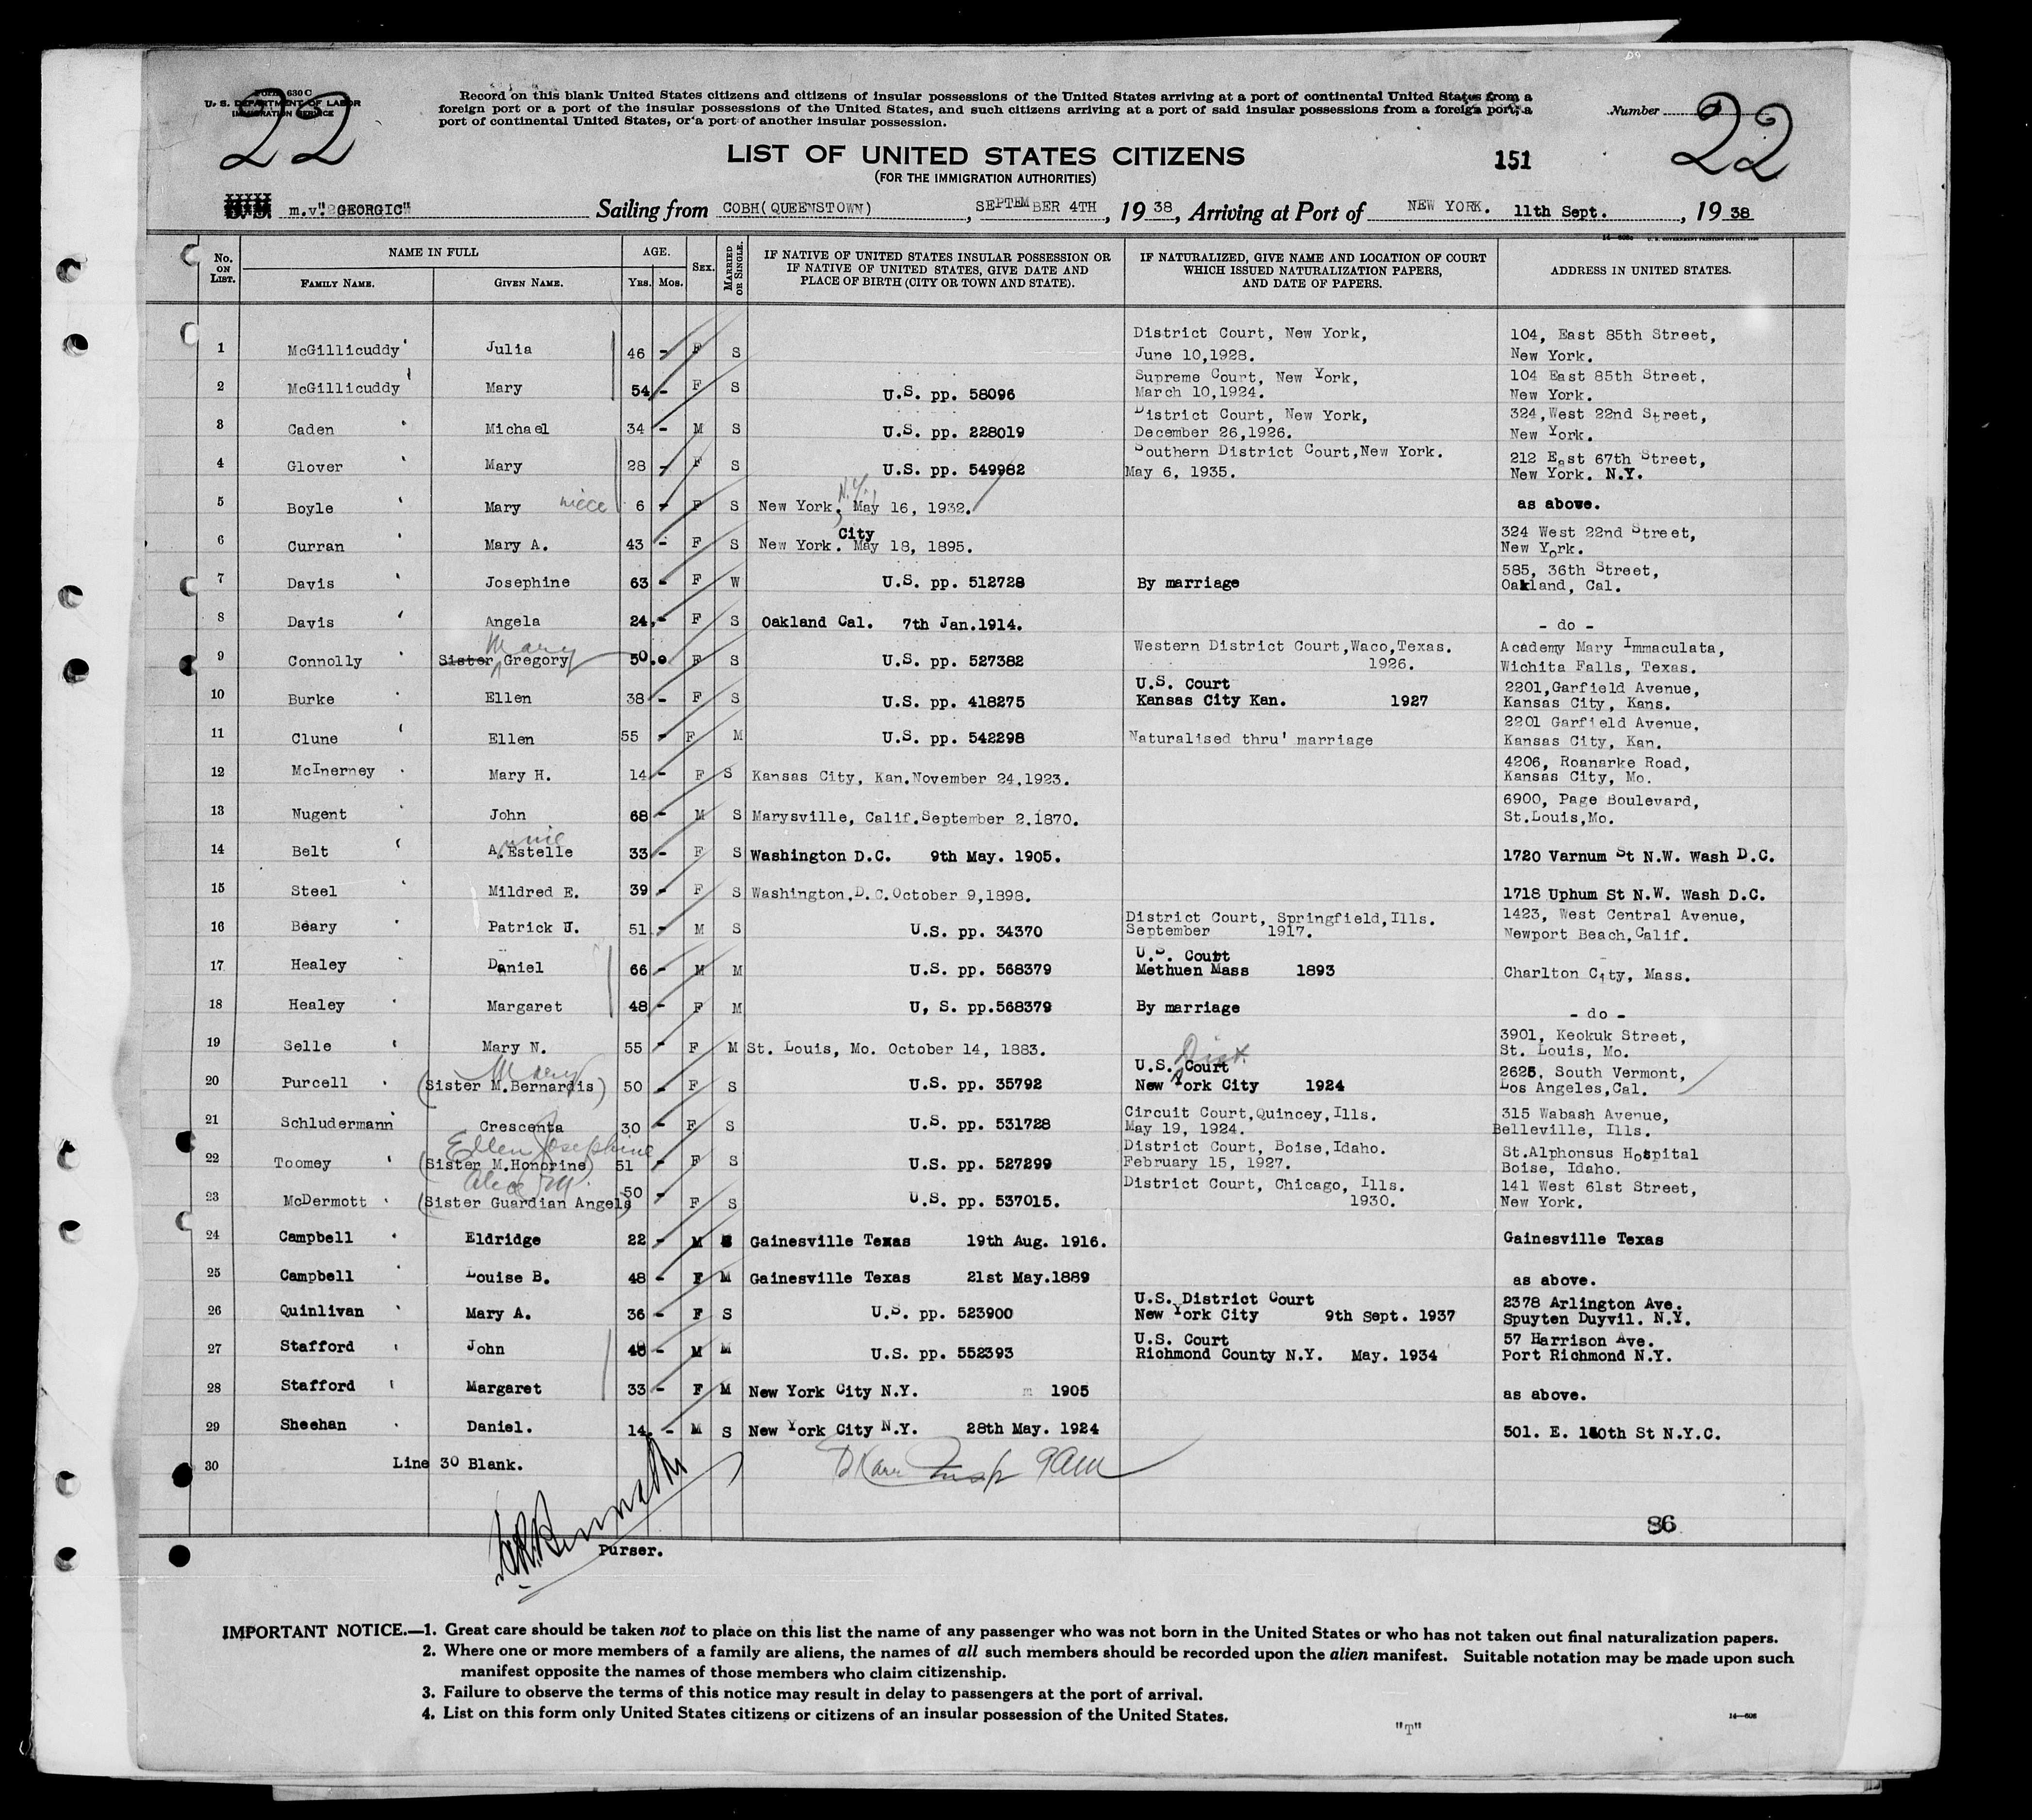 D9
Form 630 C
U. S. DEPARTMENT OF LABOR
IMMIGRATION SERVICE
22
Record on this blank United States citizens and citizens of insular possessions of the United States arriving at a port of continental United States from a
foreign port or a port of the insular possessions of the United States, and such citizens arriving at a port of said insular possessions from a foreign port, a
port of continental United States, or a port of another insular possession.
Number
22
LIST OF UNITED STATES CITIZENS
151
(FOR THE IMMIGRATION AUTHORITIES)
m.v. "GEORGIC" Sailing from COBH(QUEENSTOWN), SEPTEMBER 4TH, 1938, Arriving at Port of NEW YORK. 11th Sept., 1938
No. ON LIST. NAME IN FULL AGE. SEX. MARRIED OR SINGLE. IF NATIVE OF UNITED STATES INSULAR POSSESSION OR IF NATIVE OF UNITED STATES, GIVE DATE AND PLACE OF BIRTH (CITY OR TOWN AND STATE). IF NATURALIZED, GIVE NAME AND LOCATION OF COURT WHICH ISSUED NATURALIZATION PAPERS, AND DATE OF PAPERS. ADDRESS IN UNITED STATES.
FAMILY NAME. GIVEN NAME. YRS. MOS.
1 McGillicuddy Julia 46 - F S District Court, New York, June 10,1928. 104, East 85th Street, New York.
2 McGillicuddy Mary 54 - F S U.S. pp. 58096 Supreme Court, New York, March 10,1924. 104 East 85th Street, New York.
3 Caden Michael 34 - M S U.S. pp. 228019 District Court, New York, December 26,1926. 324,West 22nd Street, New York.
4 Glover Mary 28 - F S U.S. pp. 549982 Southern District Court,New York. May 6, 1935. 212 East 67th Street, New York. N.Y.
5 Boyle Mary niece 6 - F S New York. N.Y. May 16, 1932. as above.
6 Curran Mary A. 43 - F S New York. City May 18, 1895. 324 West 22nd Street, New York.
7 Davis Josephine 63 - F W U.S. pp. 512728 By marriage 585, 36th Street, Oakland, Cal.
8 Davis Angela 24 - F S Oakland Cal. 7th Jan.1914. - do -
9 Connolly Sister Mary Gregory 50 F S U.S. pp. 527382 Western District Court,Waco,Texas. 1926. Academy Mary Immaculata, Wichita Falls, Texas.
10 Burke Ellen 38 - F S U.S. pp. 418275 U.S. Court Kansas City Kan. 1927 2201,Garfield Avenue, Kansas City, Kans.
11 Clune Ellen 55 - F M U.S. pp. 542298 Naturalised thru' marriage 2201 Garfield Avenue, Kansas City, Kan.
12 McInerney Mary H. 14 - F S Kansas City, Kan.November 24,1923. 4206, Roanarke Road, Kansas City, Mo.
13 Nugent John 68 - M S Marysville, Calif.September 2.1870. 6900, Page Boulevard, St.Louis,Mo.
14 Belt A.nnie Estelle 33 - F S Washington D.C. 9th May. 1905. 1720 Varnum St N.W. Wash D.C.
15 Steel Mildred E. 39 - F S Washington,D.C.October 9,1898. 1718 Uphum St N.W. Wash D.C.
16 Beary Patrick J. 51 - M S U.S. pp. 34370 District Court, Springfield,Ills. September 1917. 1423, West Central Avenue, Newport Beach,Calif.
17 Healey Daniel 66 - M M U.S. pp. 568379 U.S. Court Methuen Mass 1893 Charlton City, Mass.
18 Healey Margaret 48 - F M U, S. pp.568379 By marriage - do -
19 Selle Mary N. 55 - F M St. Louis, Mo. October 14, 1883. 3901, Keokuk Street, St. Louis, Mo.
20 Purcell Mary (Sister M.Bernardis) 50 - F S U.S. pp. 35792 U.S. Dist. Court New York City 1924 2625, South Vermont, Los Angeles,Cal.
21 Schludermann Crescenta 30 - F S U.S. pp. 531728 Circuit Court,Quincey,Ills. May 19, 1924. 315 Wabash Avenue, Belleville, Ills.
22 Toomey Ellen Josephine (Sister M.Honorine) 51 - F S U.S. pp. 527299 District Court, Boise,Idaho. February 15, 1927. St.Alphonsus Hospital Boise, Idaho.
23 McDermott Alice M. (Sister Guardian Angels) 50 - F S U.S. pp. 537015. District Court, Chicago, Ills. 1930. 141 West 61st Street, New York.
24 Campbell Eldridge 22 - M S Gainesville Texas 19th Aug. 1916. Gainesville Texas
25 Campbell Louise B. 48 - F M Gainesville Texas 21st May.1889 as above.
26 Quinlivan Mary A. 36 - F S U.S. pp. 523900 U.S. District Court New York City 9th Sept. 1937 2378 Arlington Ave. Spuyten Duyvil. N.Y.
27 Stafford John 48 - M M U.S. pp. 552393 U.S. Court Richmond County N.Y. May. 1934 57 Harrison Ave. Port Richmond N.Y.
28 Stafford Margaret 33 - F M New York City N.Y. 1905 as above.
29 Sheehan Daniel. 14 - M S New York City N.Y. 28th May. 1924 501. E. th St N.Y.C.
30 Line 30 Blank.
Insp 9AM
86
Purser.
IMPORTANT NOTICE.—1. Great care should be taken not to place on this list the name of any passenger who was not born in the United States or who has not taken out final naturalization papers.
2. Where one or more members of a family are aliens, the names of all such members should be recorded upon the alien manifest. Suitable notation may be made upon such
manifest opposite the names of those members who claim citizenship.
3. Failure to observe the terms of this notice may result in delay to passengers at the port of arrival.
4. List on this form only United States citizens or citizens of an insular possession of the United States.
"T"
14—606